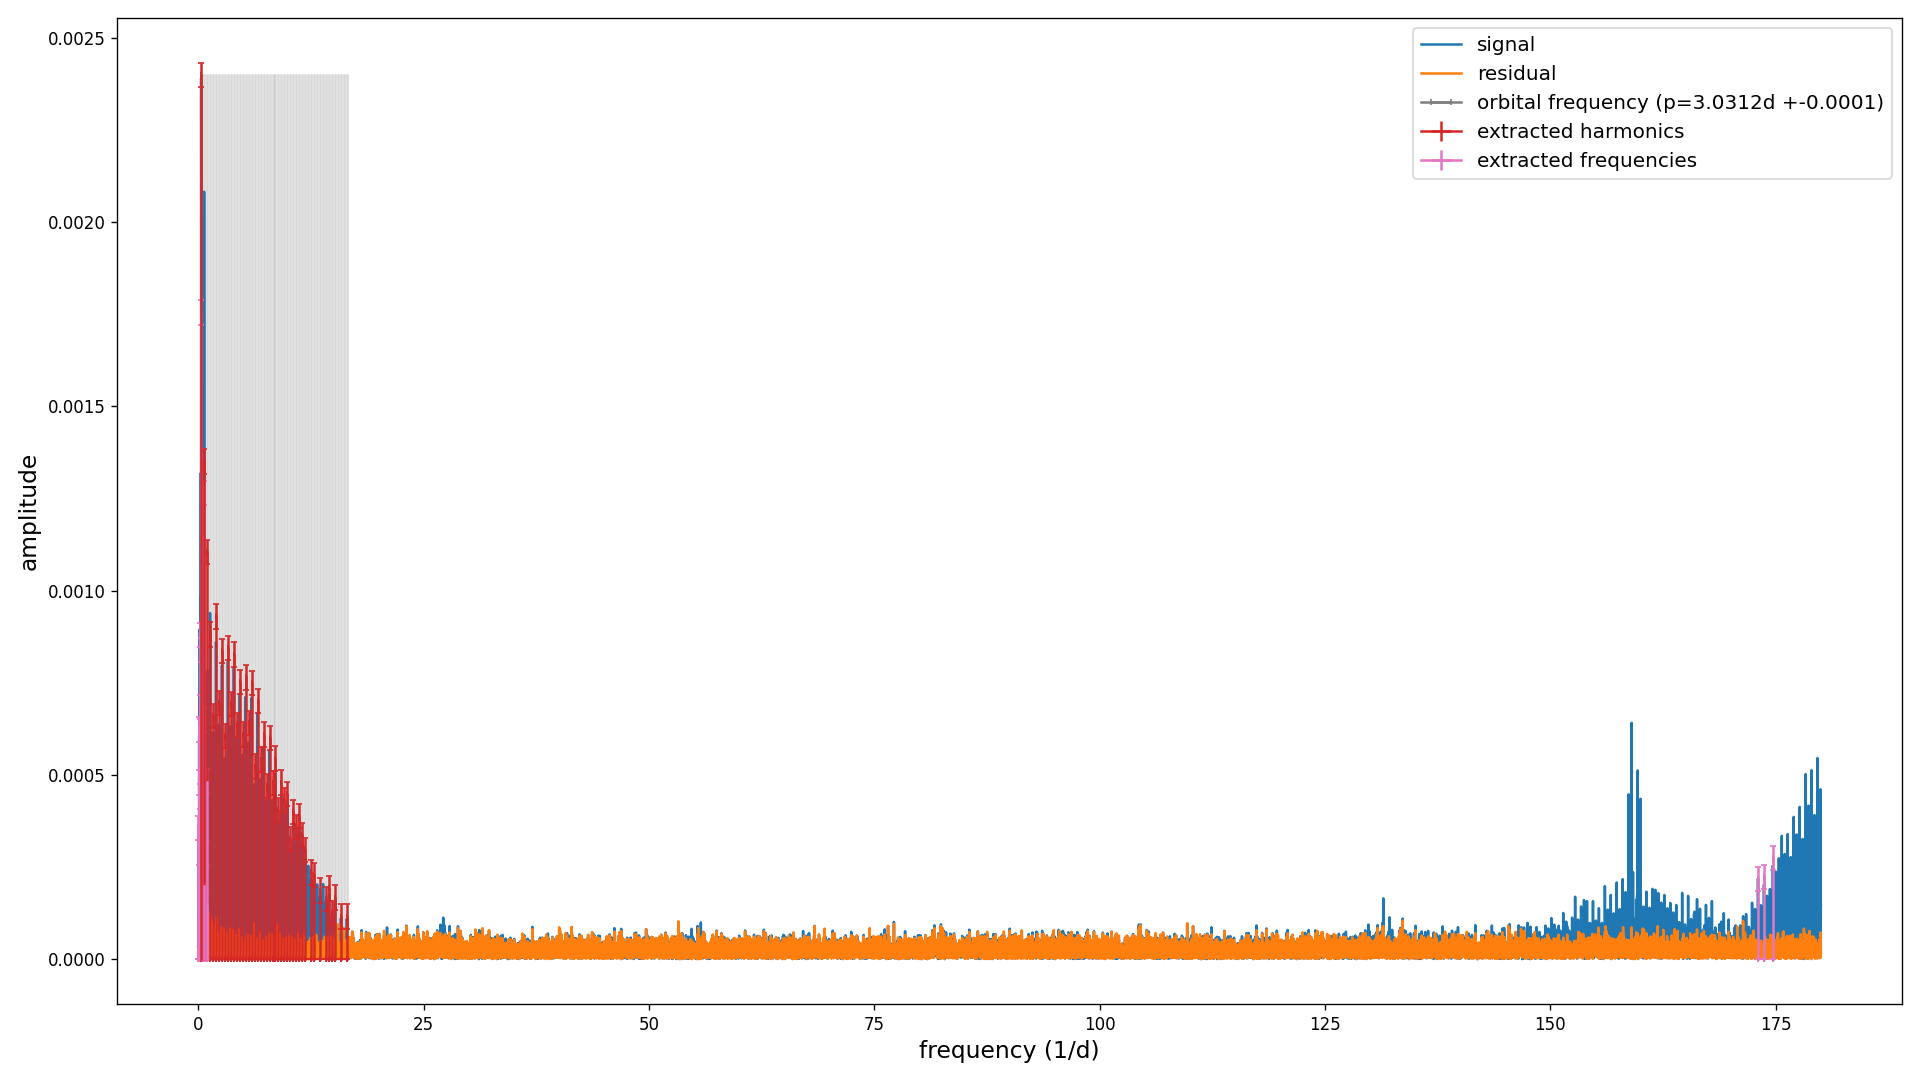 0.0025
0.0020
0.0015
0.0010
0.0005
0.0000
amplitude
signal
residual
orbital frequency (p=3.0312d +-0.0001)
extracted harmonics
extracted frequencies
0 25 50 75 100 125 150 175
frequency (1/d)